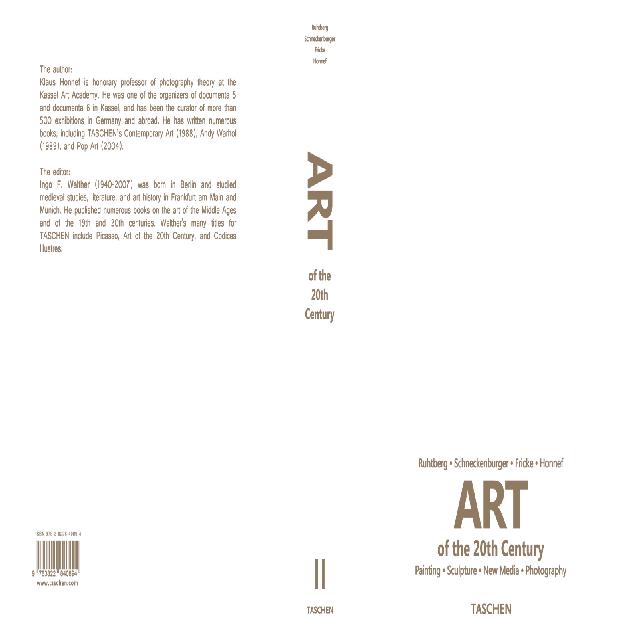 The author:
Klaus Honnef is honorary professor of photography theory at the
Kassel Art Academy. He was one of the organizers of documenta 5
and documenta 6 in Kassel, and has been the curator of more than
500 exhibitions in Germany and abroad. He has written numerous
books, including TASCHEN's Contemporary Art (1988), Andy Warhol
(1989), and Pop Art (2004).
The editor:
Ingo F. Walther (1940-2007) was born in Berlin and studied
medieval studies, literature, and art history in Frankfurt am Main and
Munich. He published numerous books on the art of the Middle Ages
and of the 19th and 20th centuries. Walther's many titles for
TASCHEN include Picasso, Art of the 20th Century, and Codices
Illustres.
www.taschen.com
Ruhrberg
Schneckenburger
Fricke
Honnef
ART
of the
20th
Century
II
TASCHEN
Ruhtberg • Schneckenburger • Fricke • Honnef
ART
of the 20th Century
Painting • Sculpture • New Media • Photography
TASCHEN